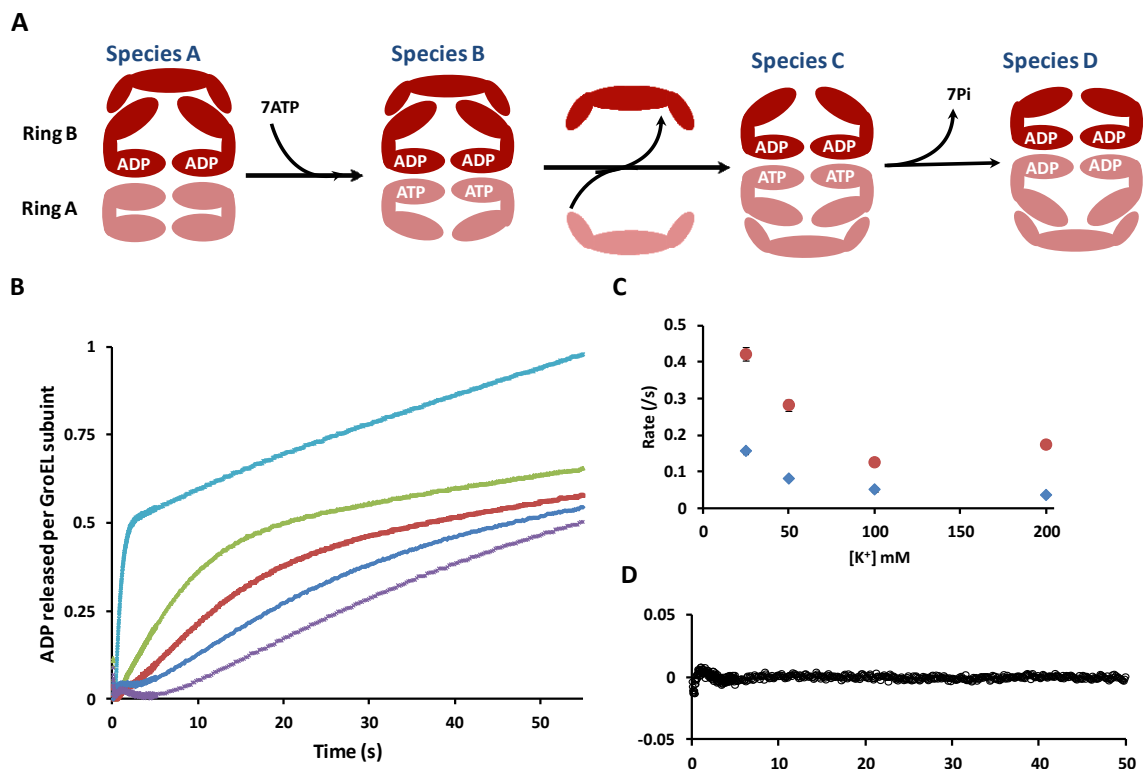 A
Species A
Species B
Species C
Species D
7ATP
7Pi
Ring B
ADP ADP
ADP ADP
ADP ADP
ADP ADP
Ring A
ATP ATP
ATP ATP
ADP ADP
B
ADP released per GroEL subuint
1
0.75
0.5
0.25
0
0 10 20 30 40 50
Time (s)
C
Rate (/s)
0.5
0.4
0.3
0.2
0.1
0
0 50 100 150 200
[K⁺] mM
D
0.05
0
-0.05
0 10 20 30 40 50